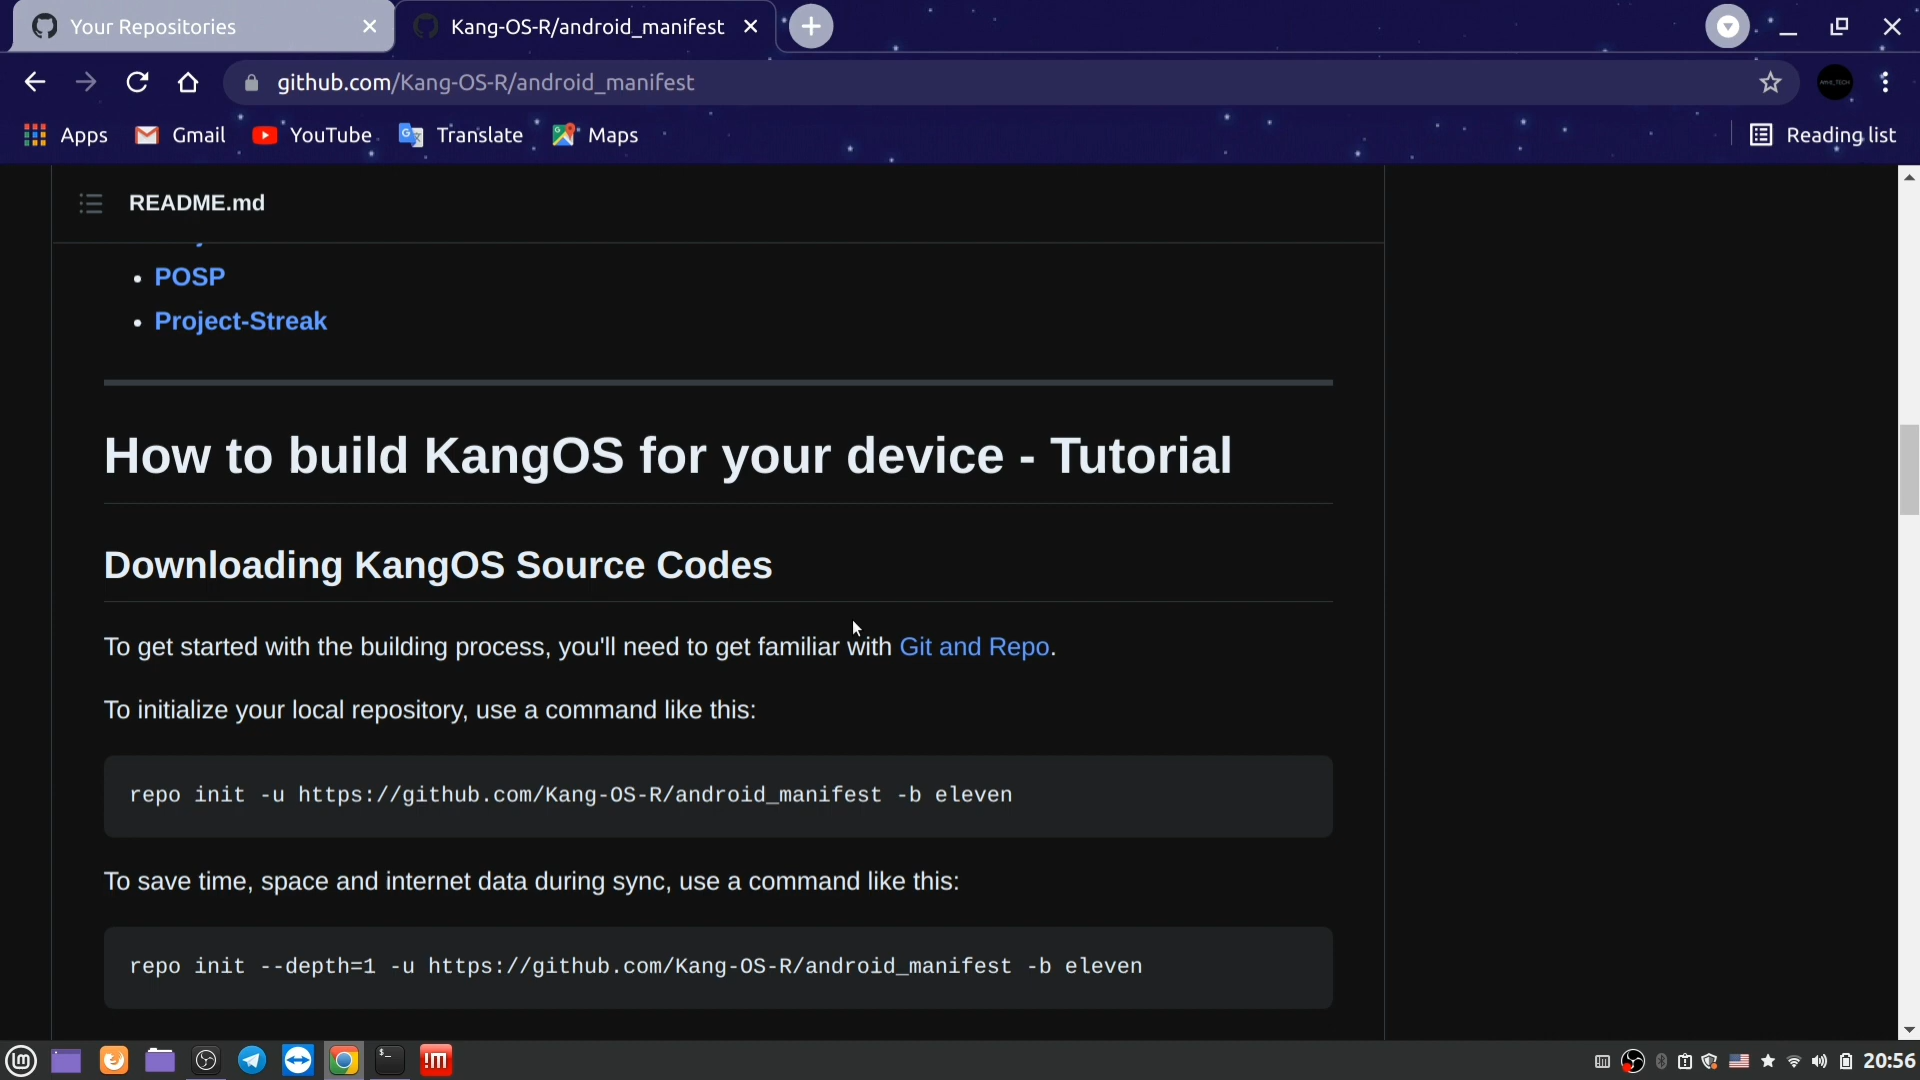 Your Repositories
Kang-OS-R/android_manifest
github.com/Kang-OS-R/android_manifest
Apps
Gmail
YouTube
Translate
Maps
Reading list
README.md
POSP
Project-Streak
How to build KangOS for your device - Tutorial
Downloading KangOS Source Codes
To get started with the building process, you'll need to get familiar with Git and Repo.
To initialize your local repository, use a command like this:
repo init -u https://github.com/Kang-OS-R/android_manifest -b eleven
To save time, space and internet data during sync, use a command like this:
repo init --depth=1 -u https://github.com/Kang-OS-R/android_manifest -b eleven
20:56